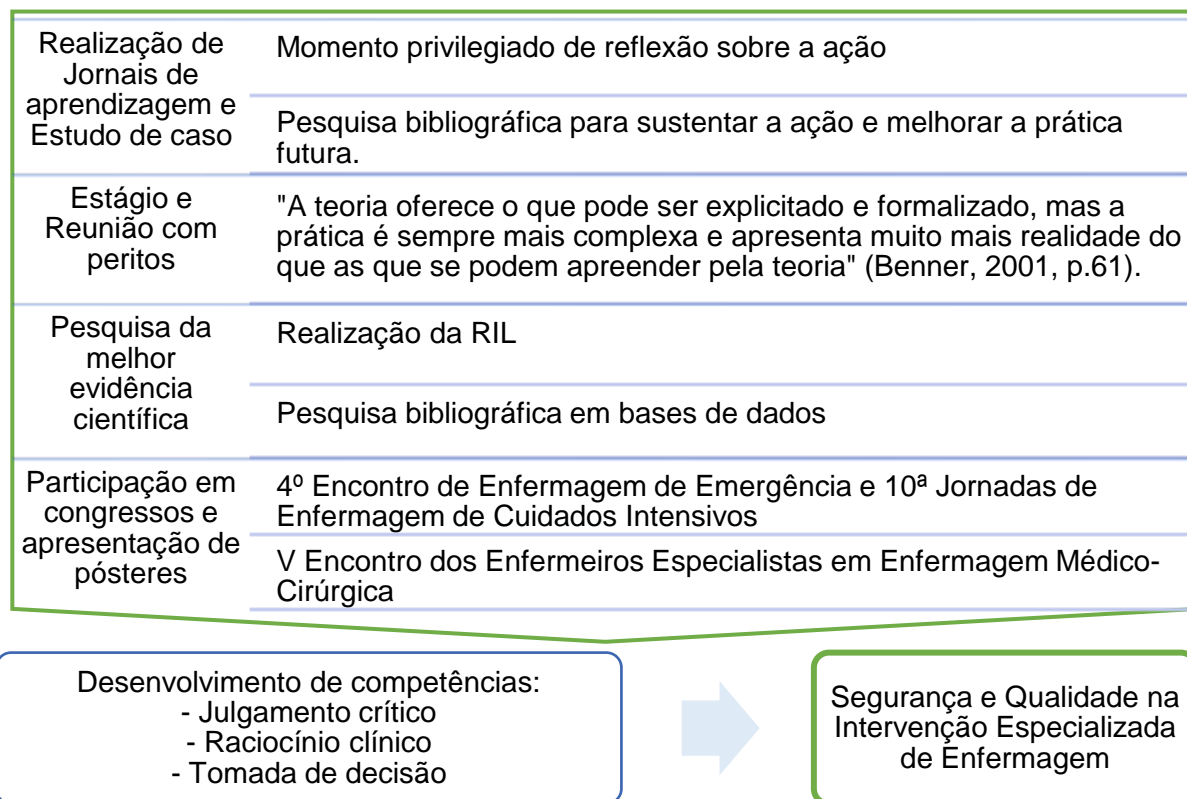 Realização de
Jornais de
aprendizagem e
Estudo de caso
Momento privilegiado de reflexão sobre a ação
Pesquisa bibliográfica para sustentar a ação e melhorar a prática
futura.
Estágio e
Reunião com
peritos
"A teoria oferece o que pode ser explicitado e formalizado, mas a
prática é sempre mais complexa e apresenta muito mais realidade do
que as que se podem apreender pela teoria" (Benner, 2001, p.61).
Pesquisa da
melhor
evidência
científica
Realização da RIL
Pesquisa bibliográfica em bases de dados
Participação em
congressos e
apresentação de
pósteres
4º Encontro de Enfermagem de Emergência e 10ª Jornadas de
Enfermagem de Cuidados Intensivos
V Encontro dos Enfermeiros Especialistas em Enfermagem Médico-
Cirúrgica
Desenvolvimento de competências:
- Julgamento crítico
- Raciocínio clínico
- Tomada de decisão
Segurança e Qualidade na
Intervenção Especializada
de Enfermagem